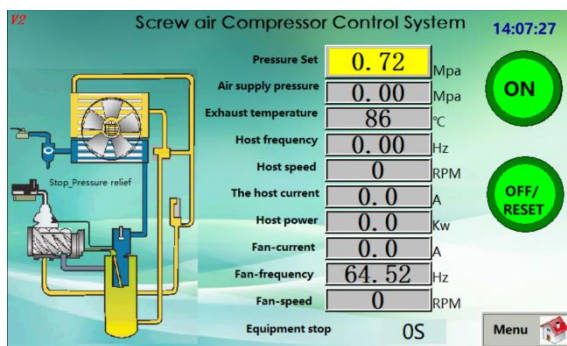 V2
Screw air Compressor Control System
14:07:27
Pressure Set 0.72 Mpa
Air supply pressure 0.00 Mpa
Exhaust temperature 86 ℃
Host frequency 0.00 Hz
Host speed 0 RPM
The host current 0.0 A
Host power 0.0 Kw
Fan-current 0.0 A
Fan-frequency 64.52 Hz
Fan-speed 0 RPM
Equipment stop 0S
Stop_Pressure relief
ON
OFF/
RESET
Menu